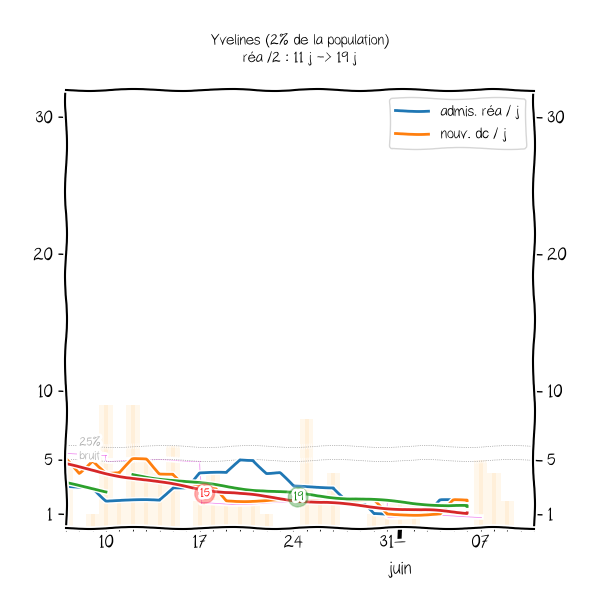 Yvelines (2% de la population)
réa /2 : 11 j -> 19 j
admis. réa / j
nouv. dc / j
30 30
20 20
10 10
25%
bruit
5 5
15 19
1 1
10 17 24 31 07
juin